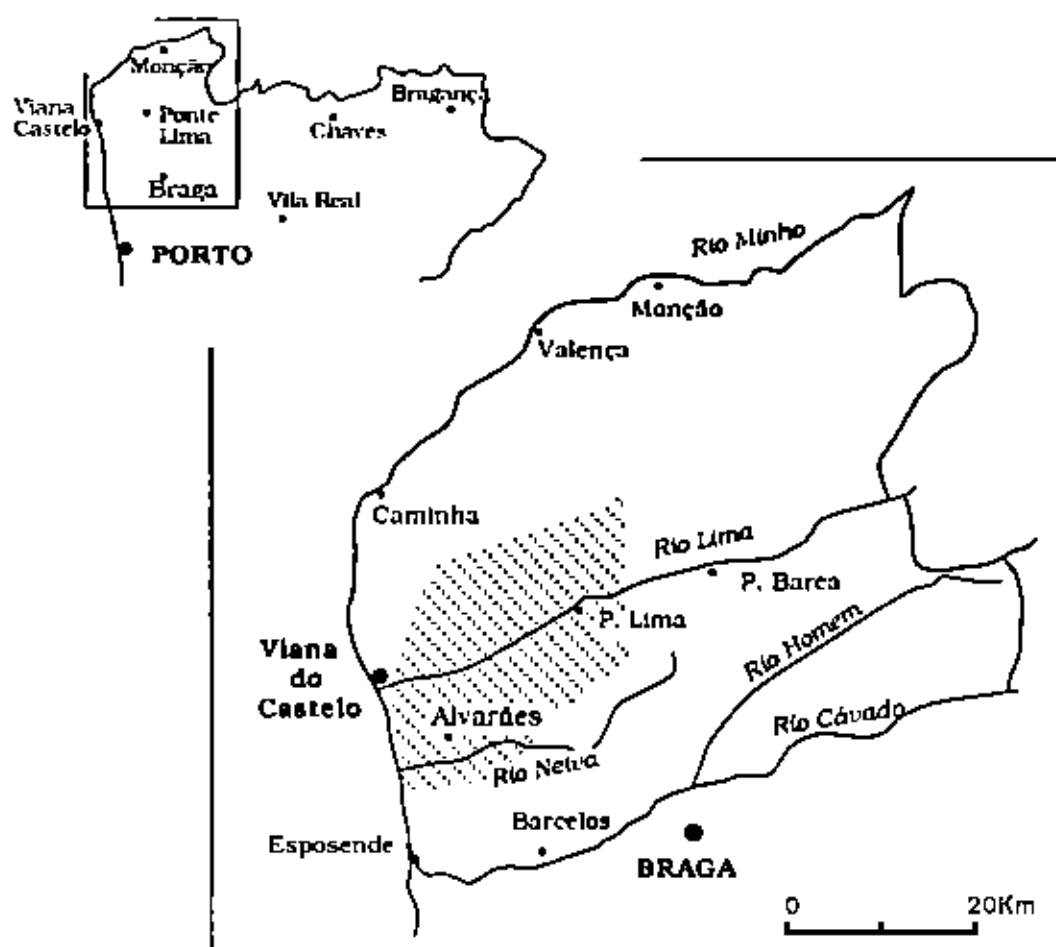 Monção
Bragança
Viana
Castelo
Ponte
Lima
Chaves
Braga
Vila Real
PORTO
Rio Minho
Monção
Valença
Caminha
Rio Lima
P. Barca
P. Lima
Rio Homem
Viana
do
Castelo
Alvarães
Rio Cávado
Rio Neiva
Barcelos
Esposende
BRAGA
0 20Km